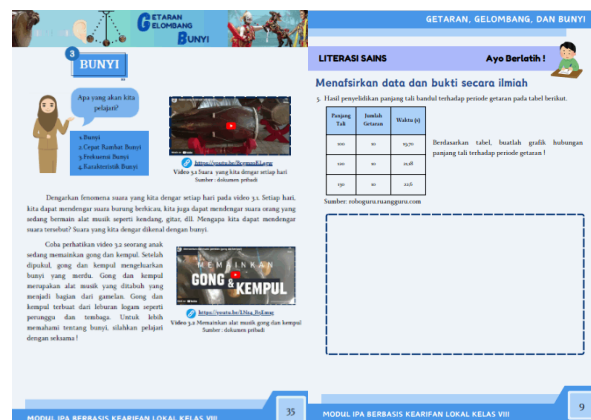 GETARAN
GELOMBANG
BUNYI
3
BUNYI
Apa yang akan kita
pelajari?
1.Bunyi
2.Cepat Rambat Bunyi
3.Frekuensi Bunyi
4.Karakteristik Bunyi
Video 3.1 Suara yang kita dengar setiap hari
Sumber : dokumen pribadi
Dengarkan fenomena suara yang kita dengar setiap hari pada video 3.1. Setiap hari,
kita dapat mendengar suara burung berkicau, kita juga dapat mendengar suara orang yang
sedang bermain alat musik seperti kendang, gitar, dll. Mengapa kita dapat mendengar
suara tersebut? Suara yang kita dengar dikenal dengan bunyi.
Coba perhatikan video 3.2 seorang anak
sedang memainkan gong dan kempul. Setelah
dipukul, gong dan kempul mengeluarkan
bunyi yang merdu. Gong dan kempul
merupakan alat musik yang ditabuh yang
menjadi bagian dari gamelan. Gong dan
kempul terbuat dari leburan logam seperti
perunggu dan tembaga. Untuk lebih
memahami tentang bunyi, silahkan pelajari
dengan seksama !
MEMAINKAN
GONG &
KEMPUL
Video 3.2 Memainkan alat musik gong dan kempul
Sumber : dokumen pribadi
MODUL IPA BERBASIS KEARIFAN LOKAL KELAS VIII
35
GETARAN, GELOMBANG, DAN BUNYI
LITERASI SAINS
Ayo Berlatih !
Menafsirkan data dan bukti secara ilmiah
5. Hasil penyelidikan panjang tali bandul terhadap periode getaran pada tabel berikut.
Panjang Tali
Jumlah Getaran
Waktu (s)
10
10
10
Berdasarkan tabel, buatlah grafik hubungan
panjang tali terhadap periode getaran !
Sumber: roboguru.ruangguru.com
MODUL IPA BERBASIS KEARIFAN LOKAL KELAS VIII
9